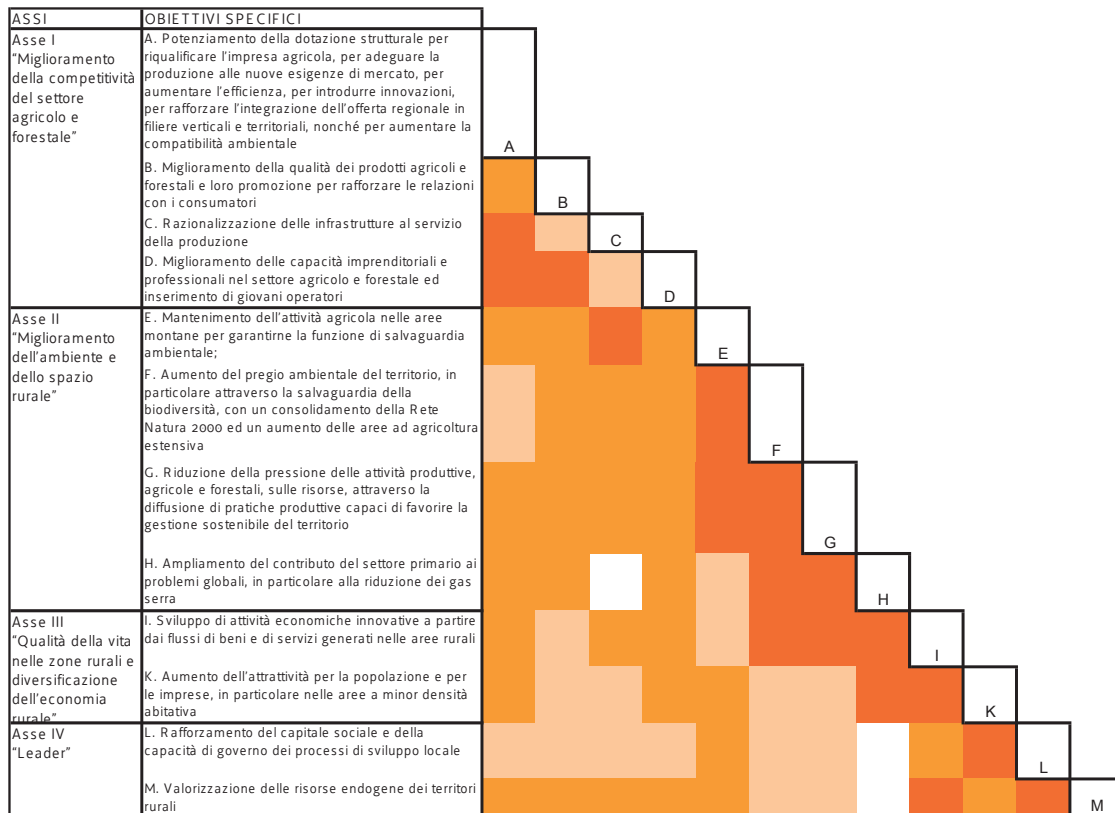 ASSI OBIETTIVI SPECIFICI
Asse I
“Miglioramento
della competitività
del settore
agricolo e
forestale”
A. Potenziamento della dotazione strutturale per
riqualificare l’impresa agricola, per adeguare la
produzione alle nuove esigenze di mercato, per
aumentare l’efficienza, per introdurre innovazioni,
per rafforzare l’integrazione dell’offerta regionale in
filiere verticali e territoriali, nonché per aumentare la
compatibilità ambientale
A
B. Miglioramento della qualità dei prodotti agricoli e
forestali e loro promozione per rafforzare le relazioni
con i consumatori
B
C. Razionalizzazione delle infrastrutture al servizio
della produzione
C
D. Miglioramento delle capacità imprenditoriali e
professionali nel settore agricolo e forestale ed
inserimento di giovani operatori
D
Asse II
“Miglioramento
dell’ambiente e
dello spazio
rurale”
E. Mantenimento dell’attività agricola nelle aree
montane per garantirne la funzione di salvaguardia
ambientale;
E
F. Aumento del pregio ambientale del territorio, in
particolare attraverso la salvaguardia della
biodiversità, con un consolidamento della Rete
Natura 2000 ed un aumento delle aree ad agricoltura
estensiva
F
G. Riduzione della pressione delle attività produttive,
agricole e forestali, sulle risorse, attraverso la
diffusione di pratiche produttive capaci di favorire la
gestione sostenibile del territorio
G
H. Ampliamento del contributo del settore primario ai
problemi globali, in particolare alla riduzione dei gas
serra
H
Asse III
“Qualità della vita
nelle zone rurali e
diversificazione
dell’economia
rurale”
I. Sviluppo di attività economiche innovative a partire
dai flussi di beni e di servizi generati nelle aree rurali
I
K. Aumento dell’attrattività per la popolazione e per
le imprese, in particolare nelle aree a minor densità
abitativa
K
Asse IV
“Leader”
L. Rafforzamento del capitale sociale e della
capacità di governo dei processi di sviluppo locale
L
M. Valorizzazione delle risorse endogene dei territori
rurali
M